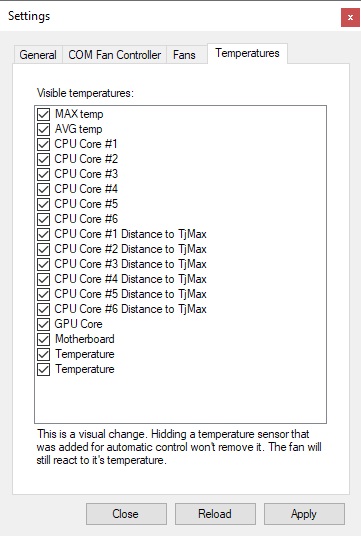 Settings
x
General COM Fan Controller Fans Temperatures
Visible temperatures:
MAX temp
AVG temp
CPU Core #1
CPU Core #2
CPU Core #3
CPU Core #4
CPU Core #5
CPU Core #6
CPU Core #1 Distance to TjMax
CPU Core #2 Distance to TjMax
CPU Core #3 Distance to TjMax
CPU Core #4 Distance to TjMax
CPU Core #5 Distance to TjMax
CPU Core #6 Distance to TjMax
GPU Core
Motherboard
Temperature
Temperature
This is a visual change. Hidding a temperature sensor that
was added for automatic control won't remove it. The fan will
still react to it's temperature.
Close Reload Apply